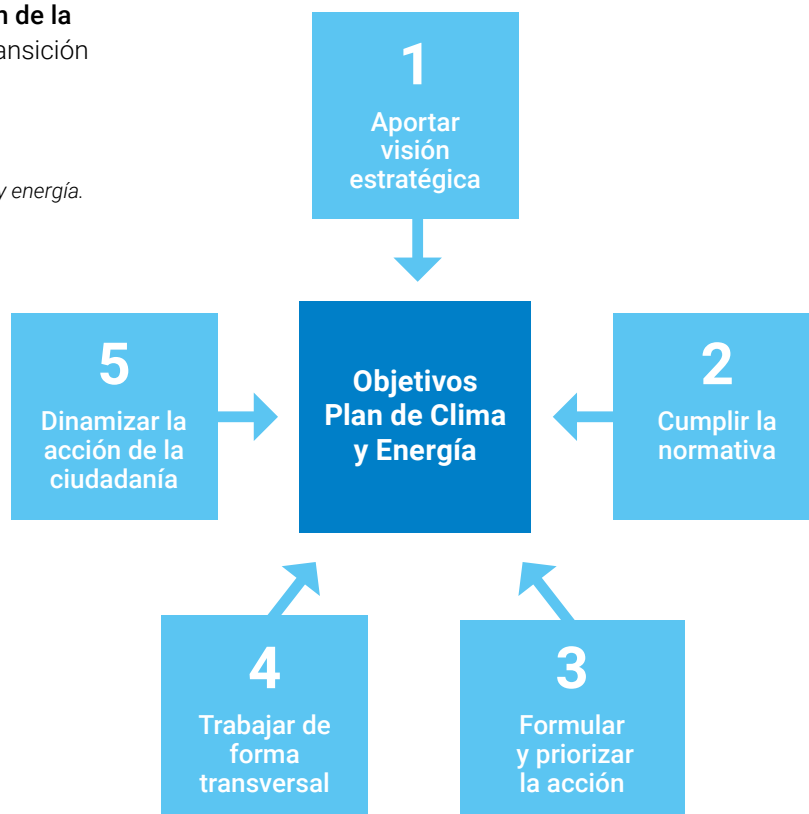 de la
y energía.
1
Aportar
visión
estratégica
5
Dinamizar la
acción de la
ciudadanía
Objetivos
Plan de Clima
y Energía
2
Cumplir la
normativa
4
Trabajar de
forma
transversal
3
Formular
y priorizar
la acción